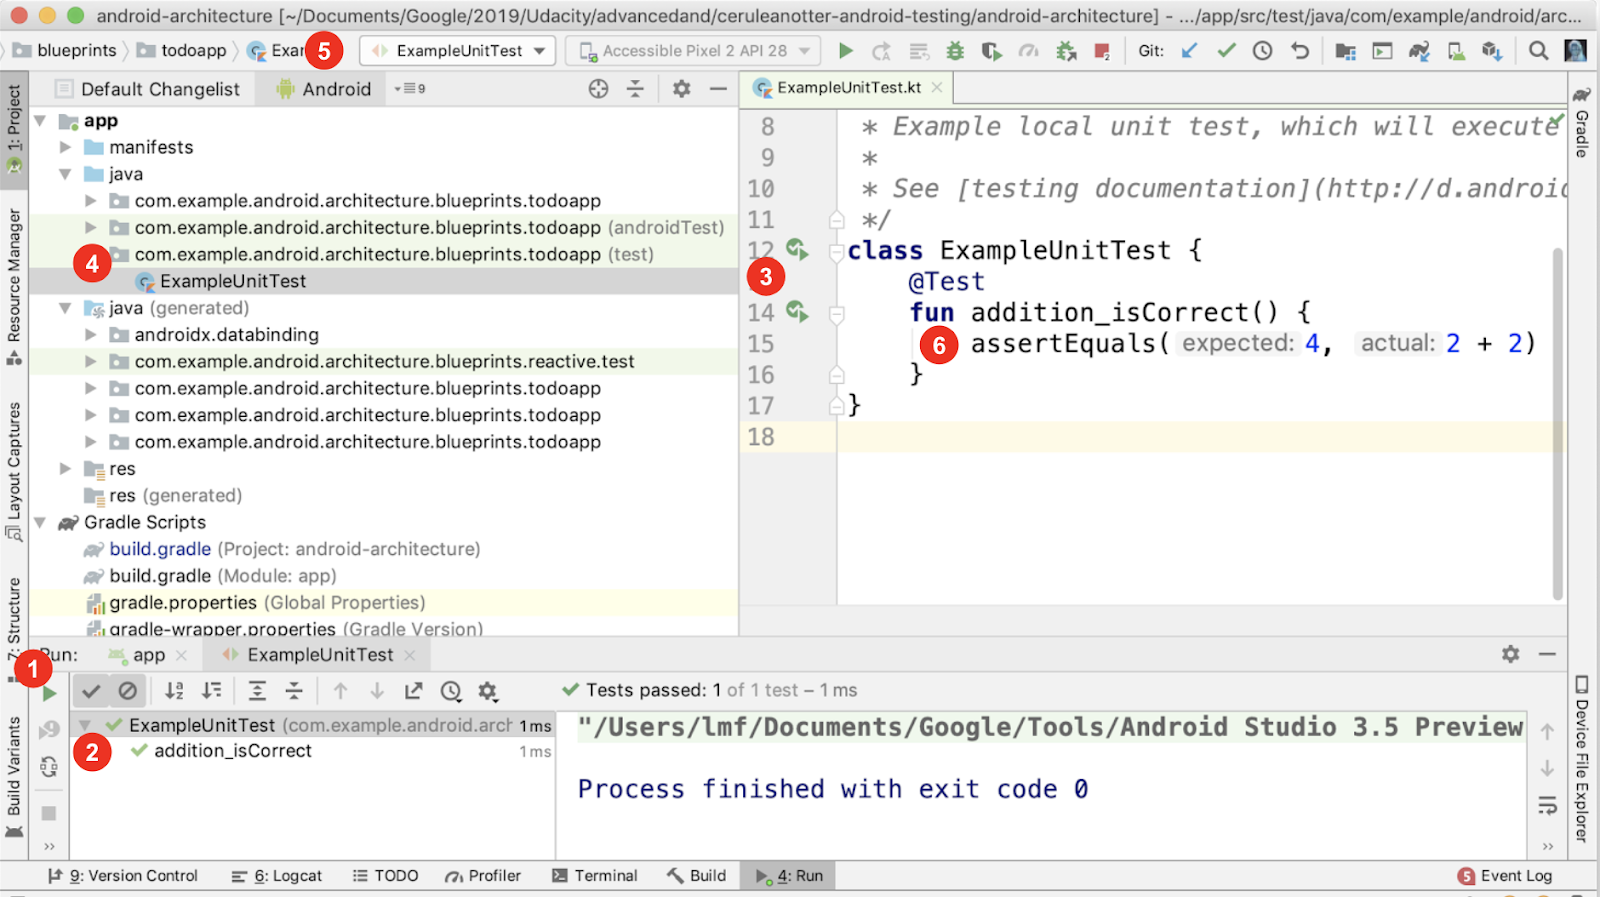 android-architecture [~/Documents/Google/2019/Udacity/advancedand/ceruleanotter-android-testing/android-architecture] - .../app/src/test/java/com/example/android/arc...
blueprints todoapp Exa 5 ExampleUnitTest Accessible Pixel 2 API 28 Git:
Default Changelist Android 9
ExampleUnitTest.kt
1: Project
Resource Manager
Layout Captures
7: Structure
Build Variants
app
manifests
java
com.example.android.architecture.blueprints.todoapp
com.example.android.architecture.blueprints.todoapp (androidTest)
4 com.example.android.architecture.blueprints.todoapp (test)
ExampleUnitTest
java (generated)
androidx.databinding
com.example.android.architecture.blueprints.reactive.test
com.example.android.architecture.blueprints.todoapp
com.example.android.architecture.blueprints.todoapp
com.example.android.architecture.blueprints.todoapp
res
res (generated)
Gradle Scripts
build.gradle (Project: android-architecture)
build.gradle (Module: app)
gradle.properties (Global Properties)
gradle-wrapper.properties (Gradle Version)
8 * Example local unit test, which will execute
9 *
10 * See [testing documentation](http://d.android
11 */
12 class ExampleUnitTest {
3 @Test
14 fun addition_isCorrect() {
15 6 assertEquals( expected: 4, actual: 2 + 2)
16 }
17 }
18
Gradle
Device File Explorer
Run: app ExampleUnitTest
1
Tests passed: 1 of 1 test – 1 ms
ExampleUnitTest (com.example.android.arch 1 ms
2 addition_isCorrect 1 ms
"/Users/lmf/Documents/Google/Tools/Android Studio 3.5 Preview
Process finished with exit code 0
9: Version Control 6: Logcat TODO Profiler Terminal Build 4: Run 5 Event Log